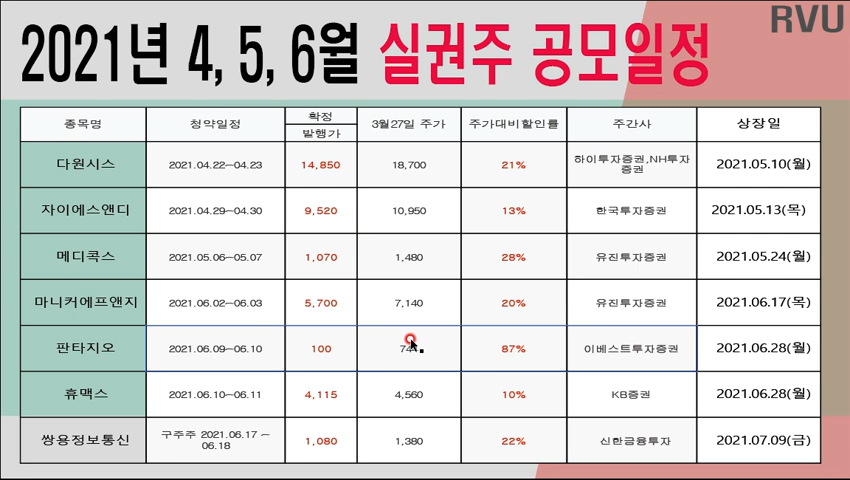 RVU
2021년 4, 5, 6월 실권주 공모일정
종목명 청약일정 확정 발행가 3월27일 주가 주가대비할인률 주간사 상장일
다원시스 2021.04.22~04.23 14,850 18,700 21% 하이투자증권,NH투자증권 2021.05.10(월)
자이에스앤디 2021.04.29~04.30 9,520 10,950 13% 한국투자증권 2021.05.13(목)
메디콕스 2021.05.06~05.07 1,070 1,480 28% 유진투자증권 2021.05.24(월)
마니커에프앤지 2021.06.02~06.03 5,700 7,140 20% 유진투자증권 2021.06.17(목)
판타지오 2021.06.09~06.10 100 87% 이베스트투자증권 2021.06.28(월)
휴맥스 2021.06.10~06.11 4,115 4,560 10% KB증권 2021.06.28(월)
쌍용정보통신 구주주 2021.06.17 ~ 06.18 1,080 1,380 22% 신한금융투자 2021.07.09(금)